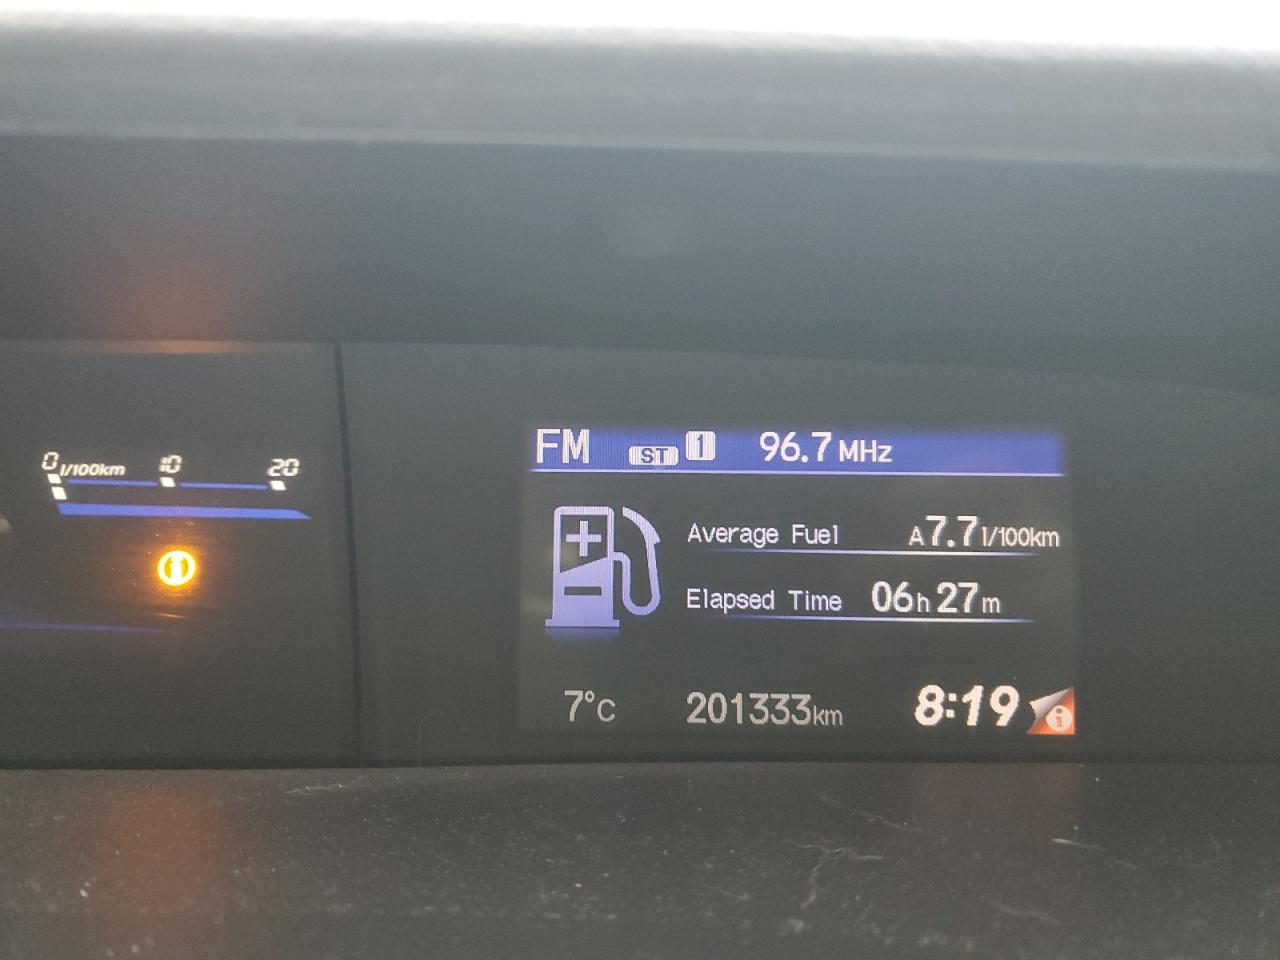 FM ST 1 96.7 MHz
0 l/100km 10 20
Average Fuel A 7.7 l/100km
Elapsed Time 06h 27m
7°C 201333km 8:19